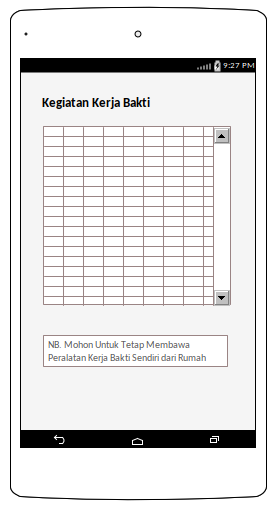 9:27 PM
Kegiatan Kerja Bakti
NB. Mohon Untuk Tetap Membawa
Peralatan Kerja Bakti Sendiri dari Rumah